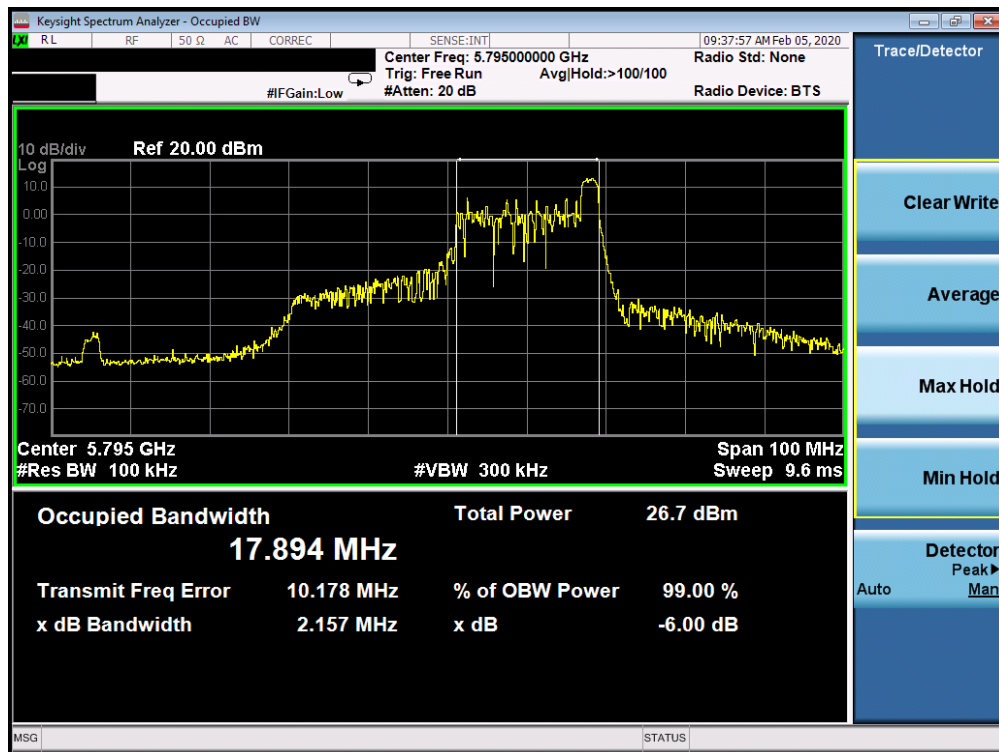 Keysight Spectrum Analyzer - Occupied BW
LXI RL RF 50 Ω AC CORREC SENSE:INT 09:37:57 AM Feb 05, 2020
Center Freq: 5.795000000 GHz Radio Std: None
Trig: Free Run Avg|Hold:>100/100
#IFGain:Low #Atten: 20 dB Radio Device: BTS
Trace/Detector
10 dB/div Ref 20.00 dBm
Log
10.0
0.00
-10.0
-20.0
-30.0
-40.0
-50.0
-60.0
-70.0
Center 5.795 GHz Span 100 MHz
#Res BW 100 kHz #VBW 300 kHz Sweep 9.6 ms
Occupied Bandwidth Total Power 26.7 dBm
17.894 MHz
Transmit Freq Error 10.178 MHz % of OBW Power 99.00 %
x dB Bandwidth 2.157 MHz x dB -6.00 dB
Clear Write
Average
Max Hold
Min Hold
Detector
Peak▶
Auto Man
MSG STATUS